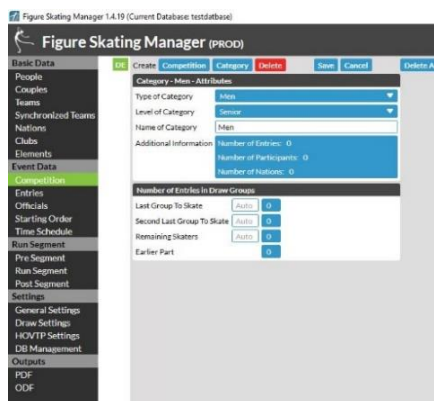 Figure Skating Manager 1.4.19 (Current Database: testdatbase)
Figure Skating Manager (PROD)
Basic Data
People
Couples
Teams
Synchronized Teams
Nations
Clubs
Elements
Event Data
Competition
Entries
Officials
Starting Order
Time Schedule
Run Segment
Pre Segment
Run Segment
Post Segment
Settings
General Settings
Draw Settings
HOVTP Settings
DB Management
Outputs
PDF
ODF
DE Create Competition Category Delete Save Cancel Delete A
Category - Men - Attributes
Type of Category Men
Level of Category Senior
Name of Category Men
Additional Information Number of Entries: 0
Number of Participants: 0
Number of Nations: 0
Number of Entries in Draw Groups
Last Group To Skate Auto 0
Second Last Group To Skate Auto 0
Remaining Skaters Auto 0
Earlier Part 0